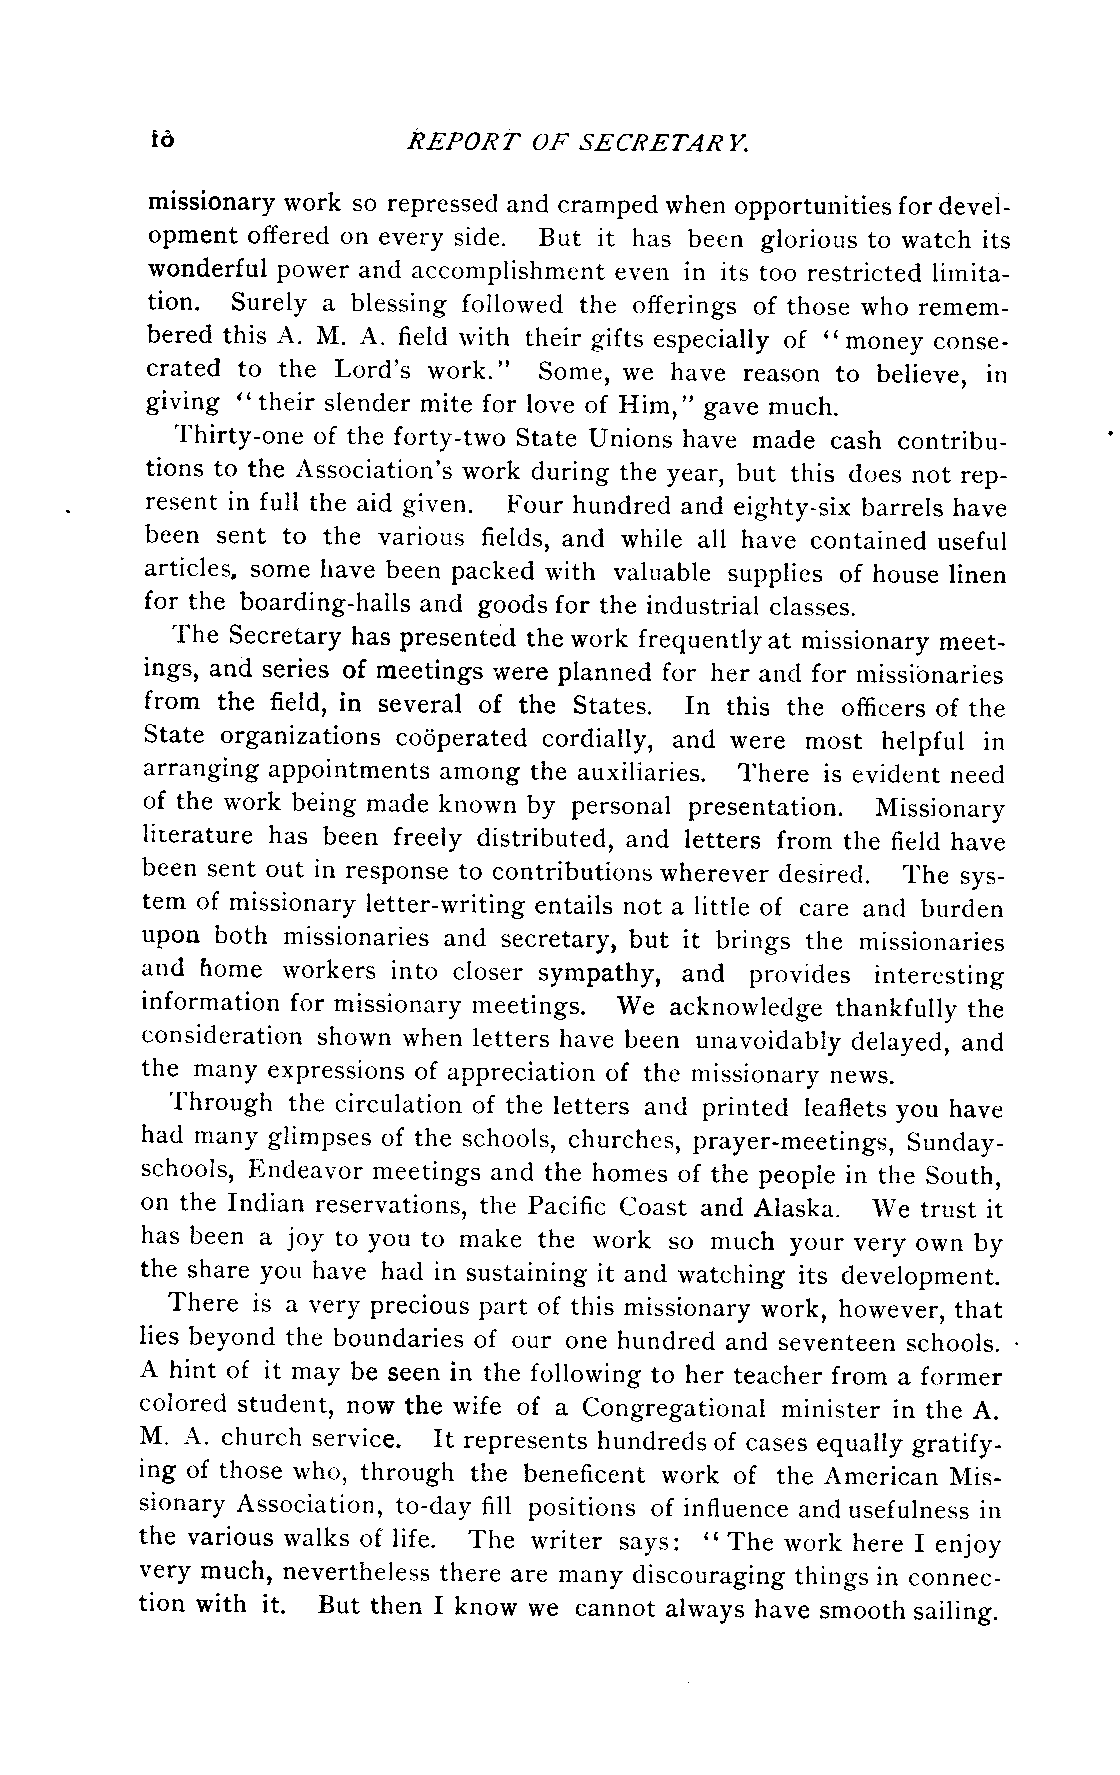 10 REPORT OF SECRETARY.
missionary work so repressed and cramped when opportunities for devel-
opment offered on every side. But it has been glorious to watch its
wonderful power and accomplishment even in its too restricted limita-
tion. Surely a blessing followed the offerings of those who remem-
bered this A. M. A. field with their gifts especially of "money conse-
crated to the Lord's work." Some, we have reason to believe, in
giving "their slender mite for love of Him," gave much.
Thirty-one of the forty-two State Unions have made cash contribu-
tions to the Association's work during the year, but this does not rep-
resent in full the aid given. Four hundred and eighty-six barrels have
been sent to the various fields, and while all have contained useful
articles, some have been packed with valuable supplies of house linen
for the boarding-halls and goods for the industrial classes.
The Secretary has presented the work frequently at missionary meet-
ings, and series of meetings were planned for her and for missionaries
from the field, in several of the States. In this the officers of the
State organizations coöperated cordially, and were most helpful in
arranging appointments among the auxiliaries. There is evident need
of the work being made known by personal presentation. Missionary
literature has been freely distributed, and letters from the field have
been sent out in response to contributions wherever desired. The sys-
tem of missionary letter-writing entails not a little of care and burden
upon both missionaries and secretary, but it brings the missionaries
and home workers into closer sympathy, and provides interesting
information for missionary meetings. We acknowledge thankfully the
consideration shown when letters have been unavoidably delayed, and
the many expressions of appreciation of the missionary news.
Through the circulation of the letters and printed leaflets you have
had many glimpses of the schools, churches, prayer-meetings, Sunday-
schools, Endeavor meetings and the homes of the people in the South,
on the Indian reservations, the Pacific Coast and Alaska. We trust it
has been a joy to you to make the work so much your very own by
the share you have had in sustaining it and watching its development.
There is a very precious part of this missionary work, however, that
lies beyond the boundaries of our one hundred and seventeen schools.
A hint of it may be seen in the following to her teacher from a former
colored student, now the wife of a Congregational minister in the A.
M. A. church service. It represents hundreds of cases equally gratify-
ing of those who, through the beneficent work of the American Mis-
sionary Association, to-day fill positions of influence and usefulness in
the various walks of life. The writer says: "The work here I enjoy
very much, nevertheless there are many discouraging things in connec-
tion with it. But then I know we cannot always have smooth sailing.